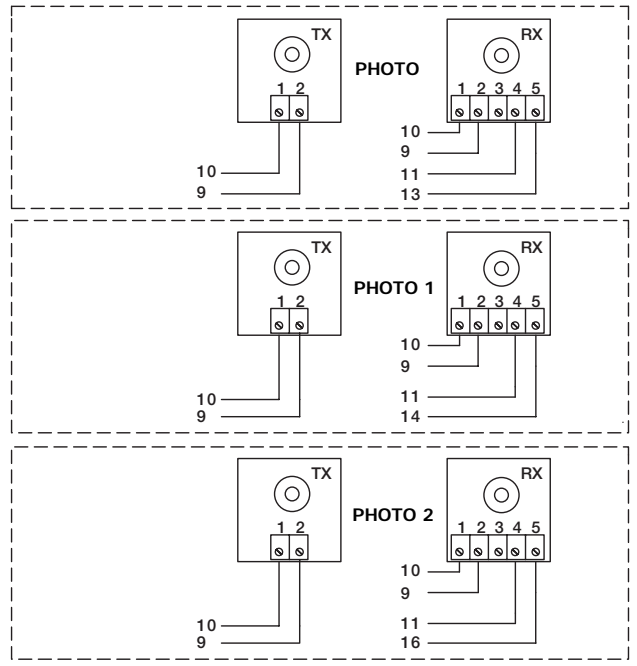 TX RX
PHOTO
1 2 1 2 3 4 5
10
9
10 11
9 13
TX RX
PHOTO 1
1 2 1 2 3 4 5
10
9
10 11
9 14
TX RX
PHOTO 2
1 2 1 2 3 4 5
10
9
10 11
9 16